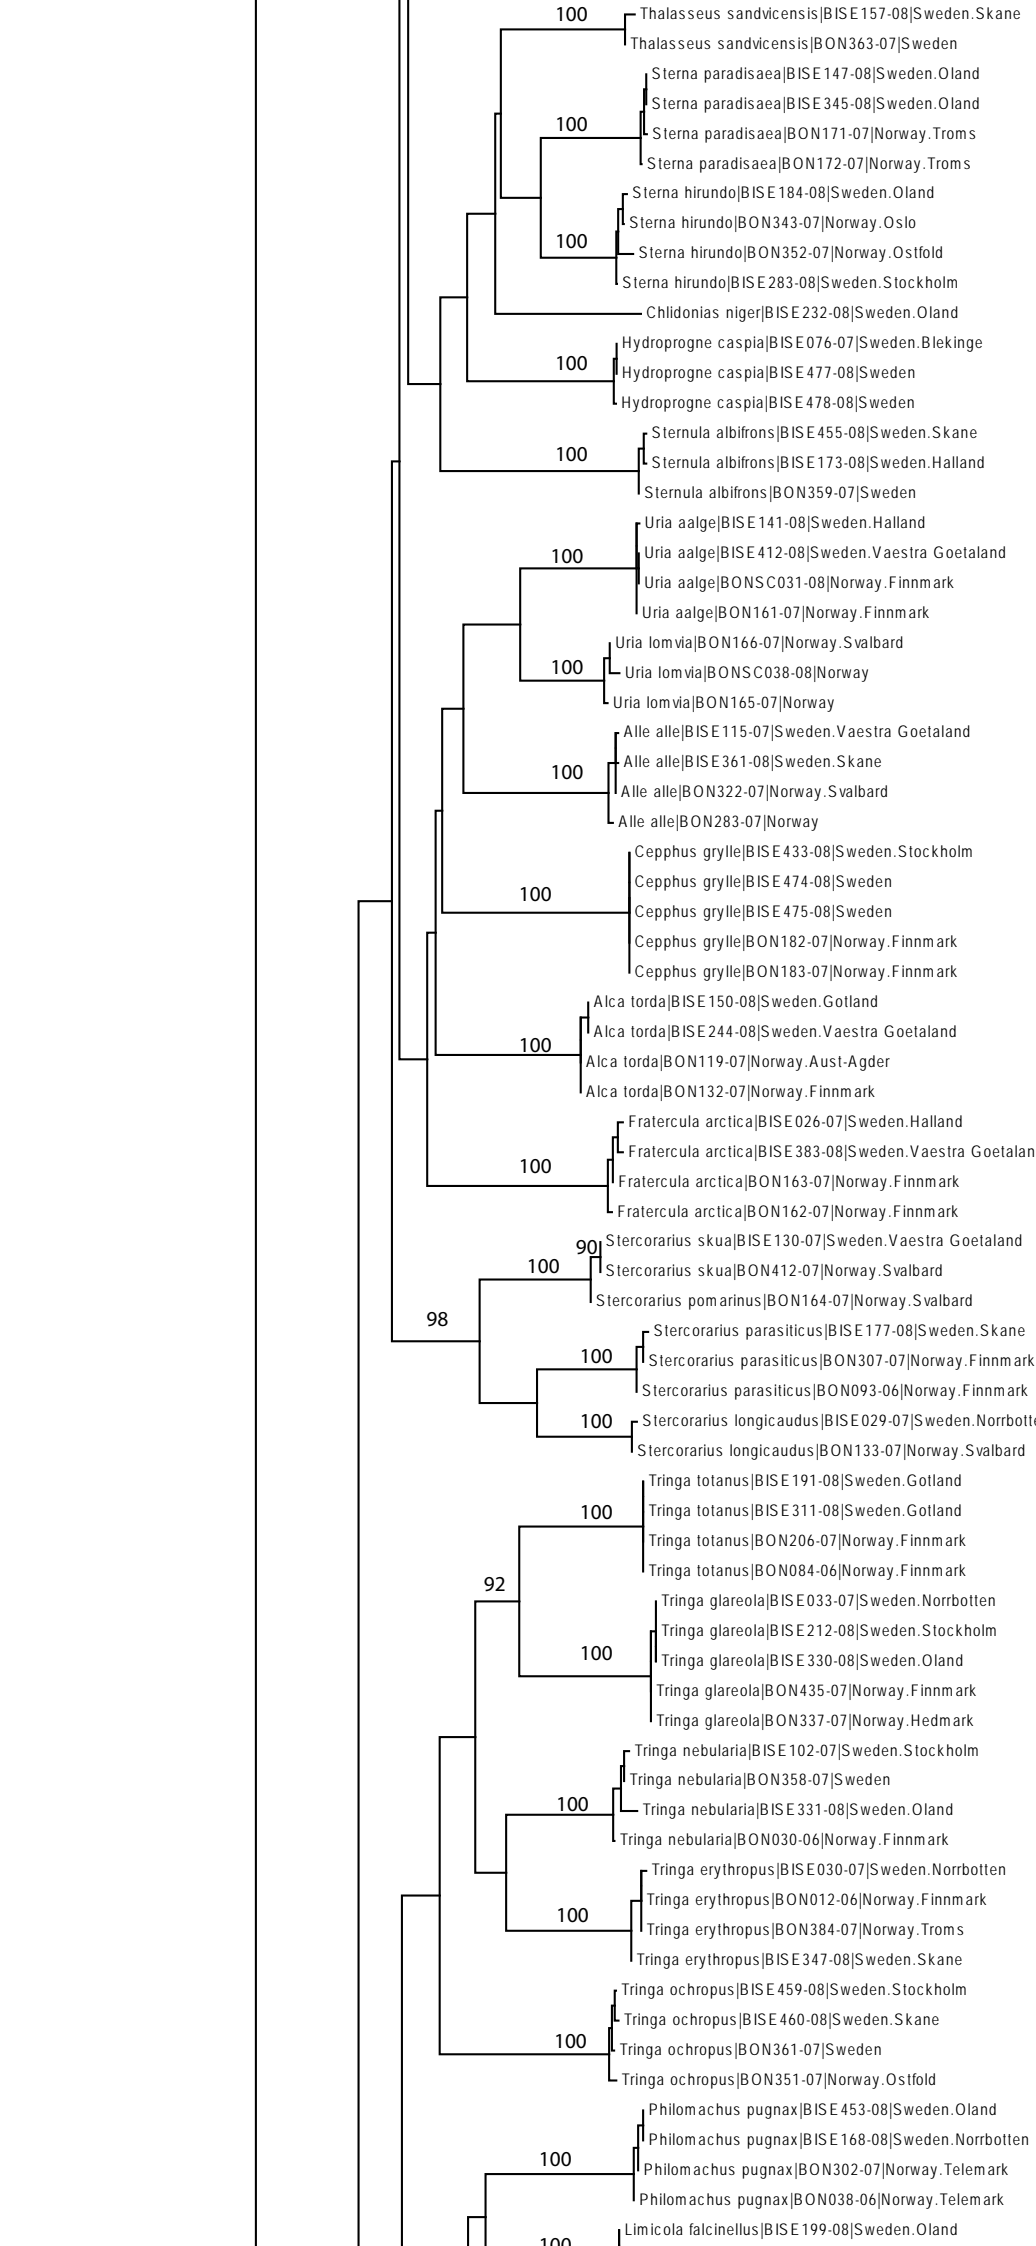 100
Thalasseus sandvicensis|BISE157-08|Sweden.Skane
Thalasseus sandvicensis|BON363-07|Sweden
Sterna paradisaea|BISE147-08|Sweden.Oland
Sterna paradisaea|BISE345-08|Sweden.Oland
100
Sterna paradisaea|BON171-07|Norway.Troms
Sterna paradisaea|BON172-07|Norway.Troms
Sterna hirundo|BISE184-08|Sweden.Oland
Sterna hirundo|BON343-07|Norway.Oslo
100
Sterna hirundo|BON352-07|Norway.Ostfold
Sterna hirundo|BISE283-08|Sweden.Stockholm
Chlidonias niger|BISE232-08|Sweden.Oland
Hydroprogne caspia|BISE076-07|Sweden.Blekinge
100
Hydroprogne caspia|BISE477-08|Sweden
Hydroprogne caspia|BISE478-08|Sweden
Sternula albifrons|BISE455-08|Sweden.Skane
100
Sternula albifrons|BISE173-08|Sweden.Halland
Sternula albifrons|BON359-07|Sweden
Uria aalge|BISE141-08|Sweden.Halland
100
Uria aalge|BISE412-08|Sweden.Vaestra Goetaland
Uria aalge|BONSC031-08|Norway.Finnmark
Uria aalge|BON161-07|Norway.Finnmark
Uria lomvia|BON166-07|Norway.Svalbard
100
Uria lomvia|BONSC038-08|Norway
Uria lomvia|BON165-07|Norway
Alle alle|BISE115-07|Sweden.Vaestra Goetaland
Alle alle|BISE361-08|Sweden.Skane
100
Alle alle|BON322-07|Norway.Svalbard
Alle alle|BON283-07|Norway
Cepphus grylle|BISE433-08|Sweden.Stockholm
Cepphus grylle|BISE474-08|Sweden
100
Cepphus grylle|BISE475-08|Sweden
Cepphus grylle|BON182-07|Norway.Finnmark
Cepphus grylle|BON183-07|Norway.Finnmark
Alca torda|BISE150-08|Sweden.Gotland
Alca torda|BISE244-08|Sweden.Vaestra Goetaland
100
Alca torda|BON119-07|Norway.Aust-Agder
Alca torda|BON132-07|Norway.Finnmark
Fratercula arctica|BISE026-07|Sweden.Halland
Fratercula arctica|BISE383-08|Sweden.Vaestra Goetalan
100
Fratercula arctica|BON163-07|Norway.Finnmark
Fratercula arctica|BON162-07|Norway.Finnmark
90
Stercorarius skua|BISE130-07|Sweden.Vaestra Goetaland
100
Stercorarius skua|BON412-07|Norway.Svalbard
Stercorarius pomarinus|BON164-07|Norway.Svalbard
98
Stercorarius parasiticus|BISE177-08|Sweden.Skane
100
Stercorarius parasiticus|BON307-07|Norway.Finnmark
Stercorarius parasiticus|BON093-06|Norway.Finnmark
100
Stercorarius longicaudus|BISE029-07|Sweden.Norrbotte
Stercorarius longicaudus|BON133-07|Norway.Svalbard
Tringa totanus|BISE191-08|Sweden.Gotland
100
Tringa totanus|BISE311-08|Sweden.Gotland
Tringa totanus|BON206-07|Norway.Finnmark
Tringa totanus|BON084-06|Norway.Finnmark
92
Tringa glareola|BISE033-07|Sweden.Norrbotten
Tringa glareola|BISE212-08|Sweden.Stockholm
100
Tringa glareola|BISE330-08|Sweden.Oland
Tringa glareola|BON435-07|Norway.Finnmark
Tringa glareola|BON337-07|Norway.Hedmark
Tringa nebularia|BISE102-07|Sweden.Stockholm
Tringa nebularia|BON358-07|Sweden
100
Tringa nebularia|BISE331-08|Sweden.Oland
Tringa nebularia|BON030-06|Norway.Finnmark
Tringa erythropus|BISE030-07|Sweden.Norrbotten
Tringa erythropus|BON012-06|Norway.Finnmark
100
Tringa erythropus|BON384-07|Norway.Troms
Tringa erythropus|BISE347-08|Sweden.Skane
Tringa ochropus|BISE459-08|Sweden.Stockholm
Tringa ochropus|BISE460-08|Sweden.Skane
100
Tringa ochropus|BON361-07|Sweden
Tringa ochropus|BON351-07|Norway.Ostfold
Philomachus pugnax|BISE453-08|Sweden.Oland
Philomachus pugnax|BISE168-08|Sweden.Norrbotten
100
Philomachus pugnax|BON302-07|Norway.Telemark
Philomachus pugnax|BON038-06|Norway.Telemark
Limicola falcinellus|BISE199-08|Sweden.Oland
100